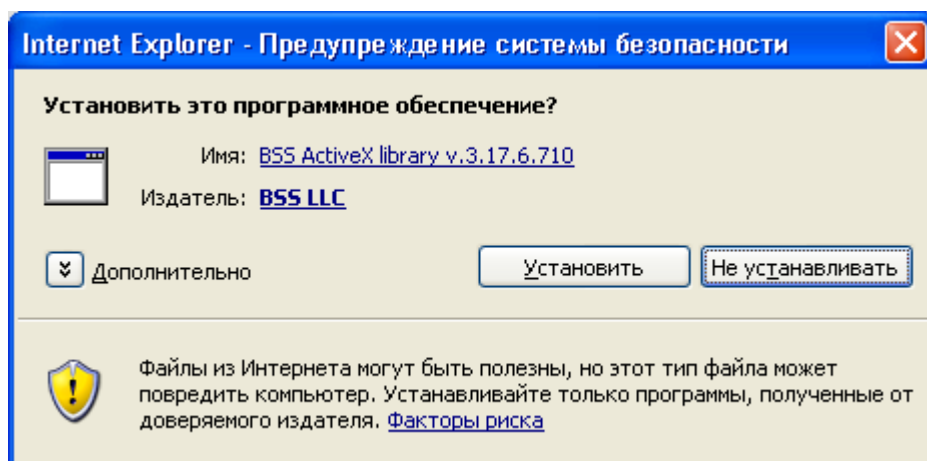 Internet Explorer - Предупреждение системы безопасности
Установить это программное обеспечение?
Имя: BSS ActiveX library v.3.17.6.710
Издатель: BSS LLC
Дополнительно
Установить
Не устанавливать
Файлы из Интернета могут быть полезны, но этот тип файла может
повредить компьютер. Устанавливайте только программы, полученные от
доверяемого издателя. Факторы риска